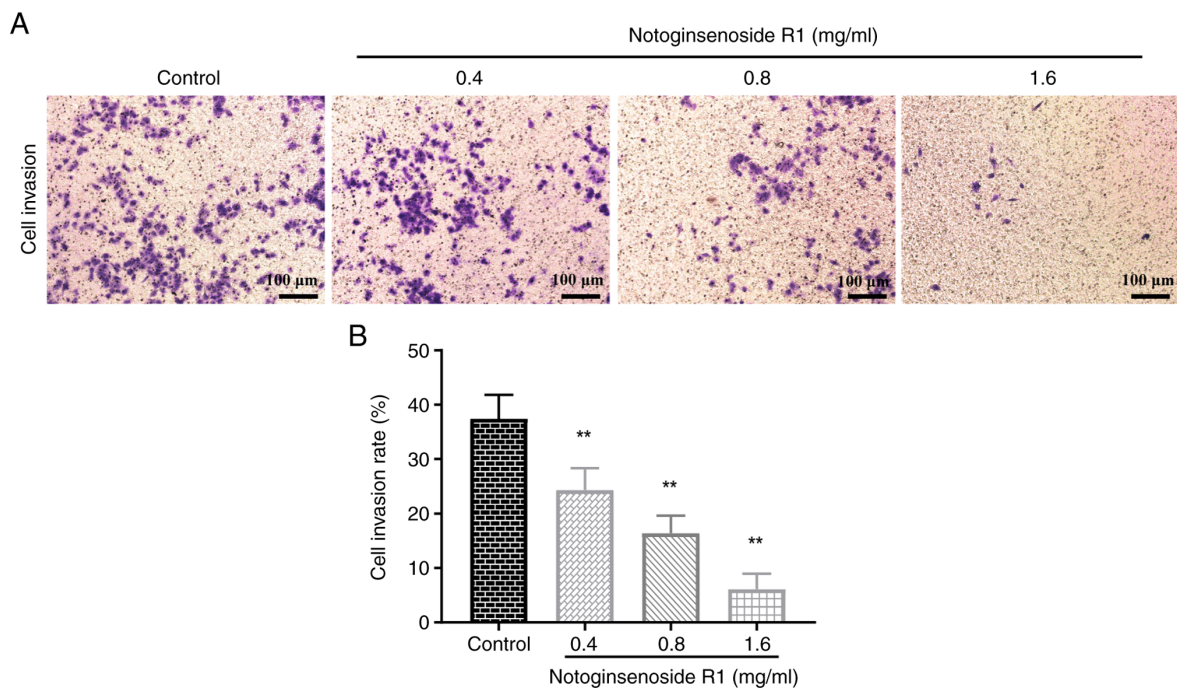 A
Notoginsenoside R1 (mg/ml)
Control 0.4 0.8 1.6
Cell invasion
100 µm 100 µm 100 µm 100 µm
B
50
40
30
20
10
0
Cell invasion rate (%)
**
**
**
Control 0.4 0.8 1.6
Notoginsenoside R1 (mg/ml)